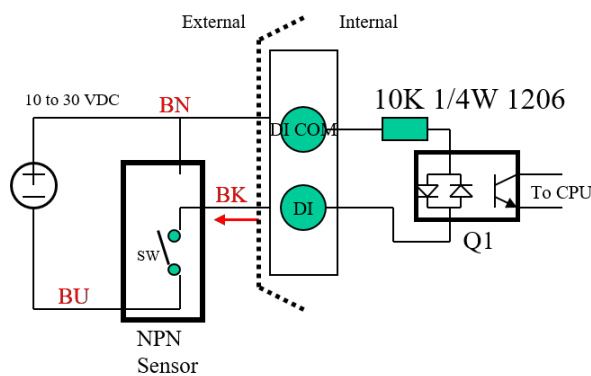 External
Internal
10 to 30 VDC
BN
10K 1/4W 1206
DI COM
BK
DI
To CPU
Q1
SW
BU
NPN
Sensor